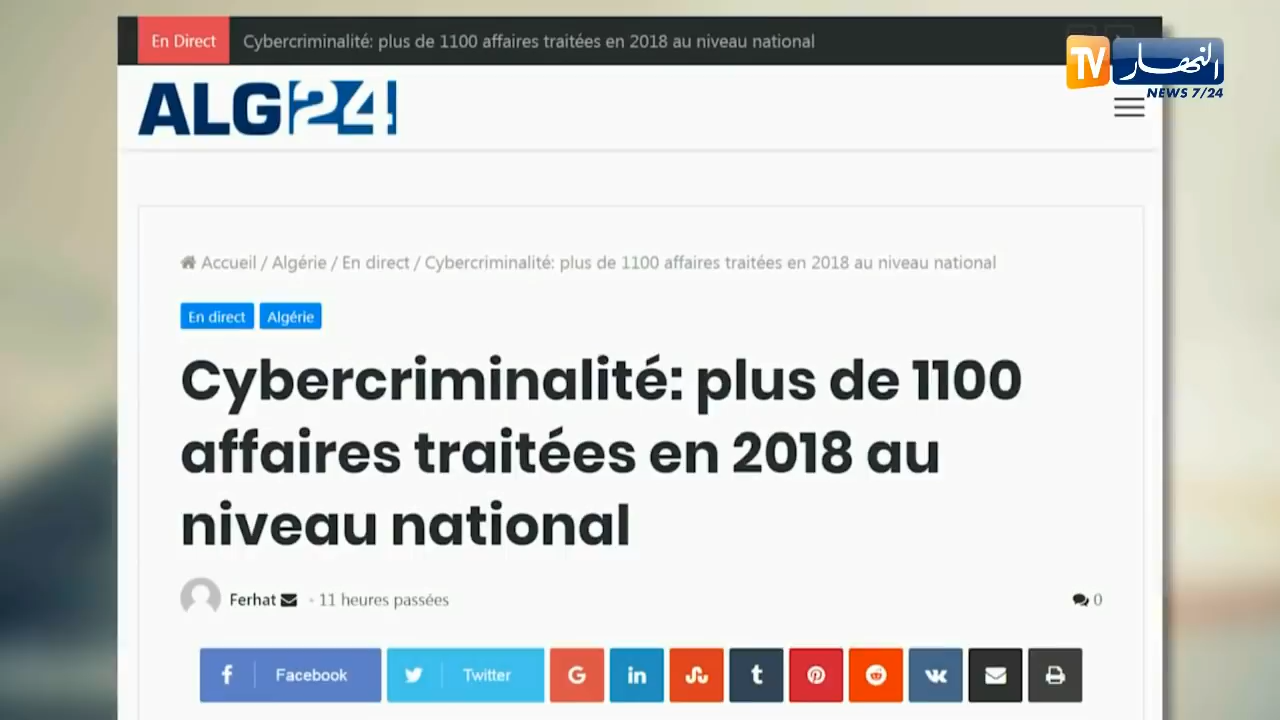 En Direct Cybercriminalité: plus de 1100 affaires traitées en 2018 au niveau national
TV النهار
NEWS 7/24
ALG24
Accueil / Algérie / En direct / Cybercriminalité: plus de 1100 affaires traitées en 2018 au niveau national
En direct Algérie
Cybercriminalité: plus de 1100
affaires traitées en 2018 au
niveau national
Ferhat - 11 heures passées 0
Facebook Twitter